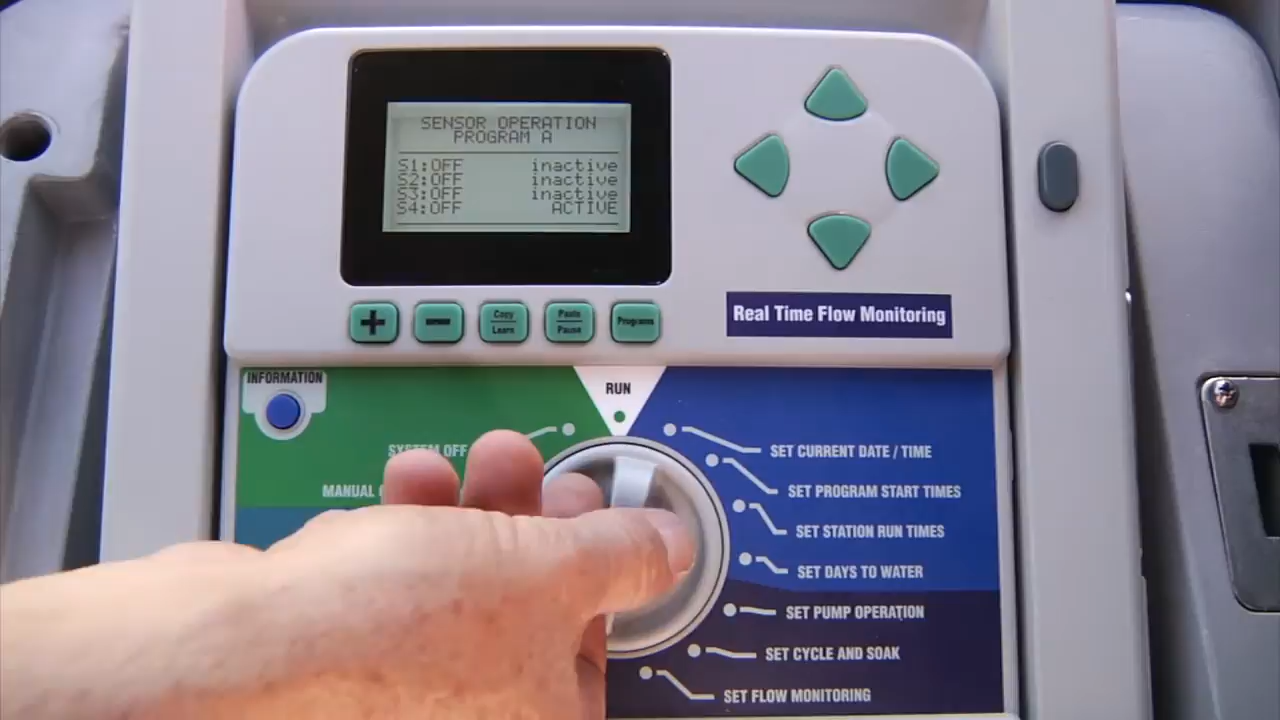 SENSOR OPERATION
PROGRAM A
S1:OFF inactive
S2:OFF inactive
S3:OFF inactive
S4:OFF ACTIVE
Copy
Learn
Paste
Pause
Programs
Real Time Flow Monitoring
INFORMATION
RUN
SYSTEM OFF
MANUAL
SET CURRENT DATE / TIME
SET PROGRAM START TIMES
SET STATION RUN TIMES
SET DAYS TO WATER
SET PUMP OPERATION
SET CYCLE AND SOAK
SET FLOW MONITORING